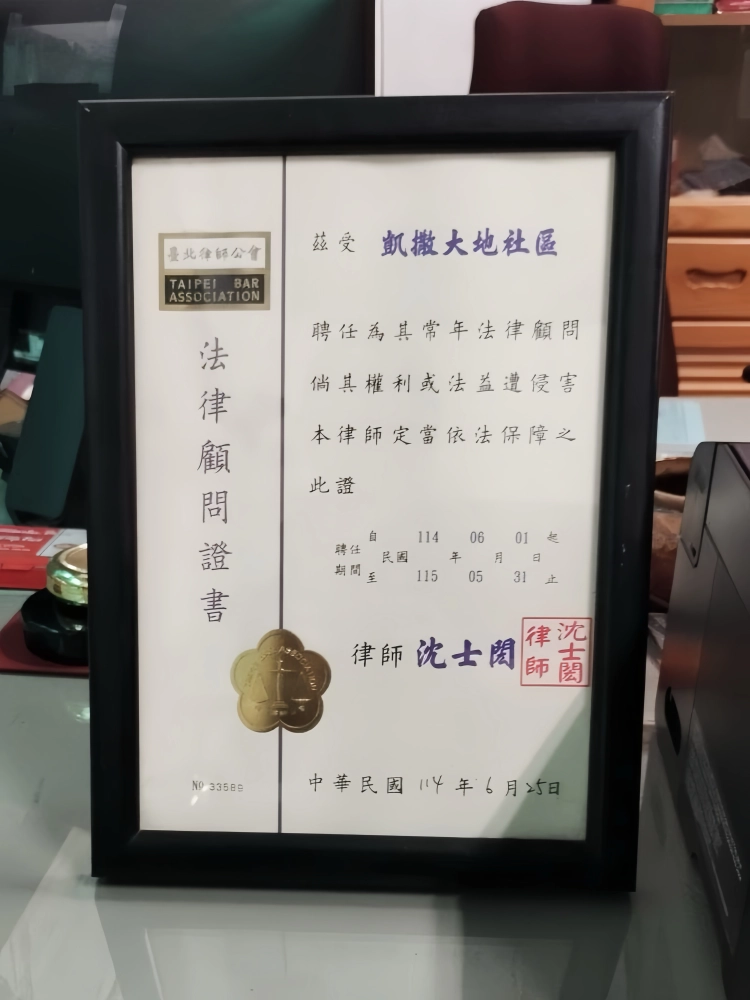 臺北律師公會
TAIPEI BAR
ASSOCIATION
法律顧問證書
茲受 凱撒大地社區
聘任為其常年法律顧問
倘其權利或法益遭侵害
本律師定當依法保障之
此證
聘任期間
自 114 06 01 起
民國 年 月 日
至 115 05 31 止
律師 沈士閎
沈士閎
律師
ASSOCIATION
中華民國 114 年 6 月 25 日
№ 33589